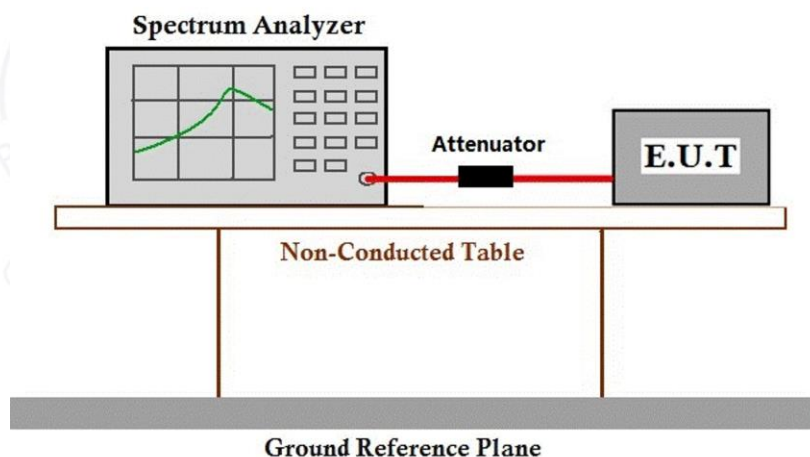 Spectrum Analyzer
Attenuator
E.U.T
Non-Conducted Table
Ground Reference Plane